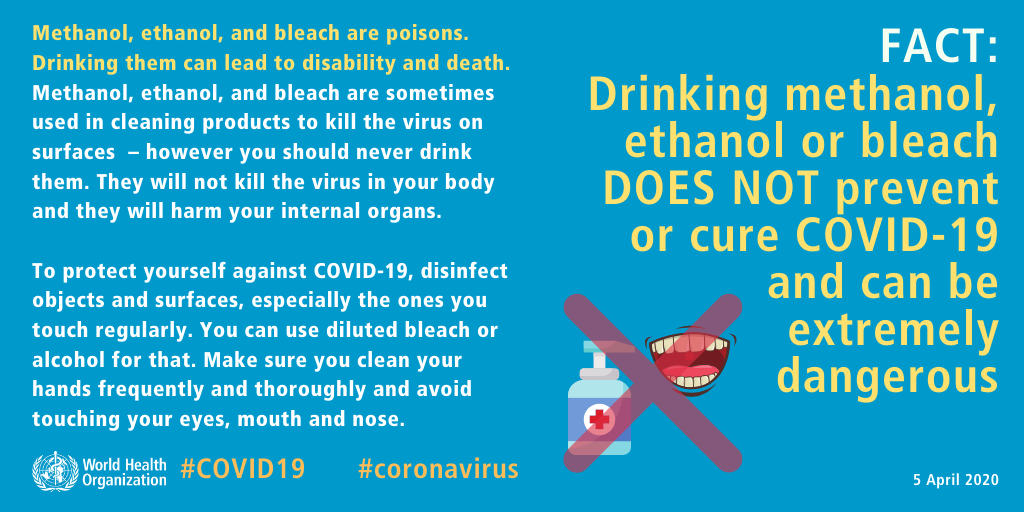 Methanol, ethanol, and bleach are poisons.
Drinking them can lead to disability and death.
Methanol, ethanol, and bleach are sometimes
used in cleaning products to kill the virus on
surfaces – however you should never drink
them. They will not kill the virus in your body
and they will harm your internal organs.
To protect yourself against COVID-19, disinfect
objects and surfaces, especially the ones you
touch regularly. You can use diluted bleach or
alcohol for that. Make sure you clean your
hands frequently and thoroughly and avoid
touching your eyes, mouth and nose.
World Health
Organization
#COVID19 #coronavirus
FACT:
Drinking methanol,
ethanol or bleach
DOES NOT prevent
or cure COVID-19
and can be
extremely
dangerous
5 April 2020